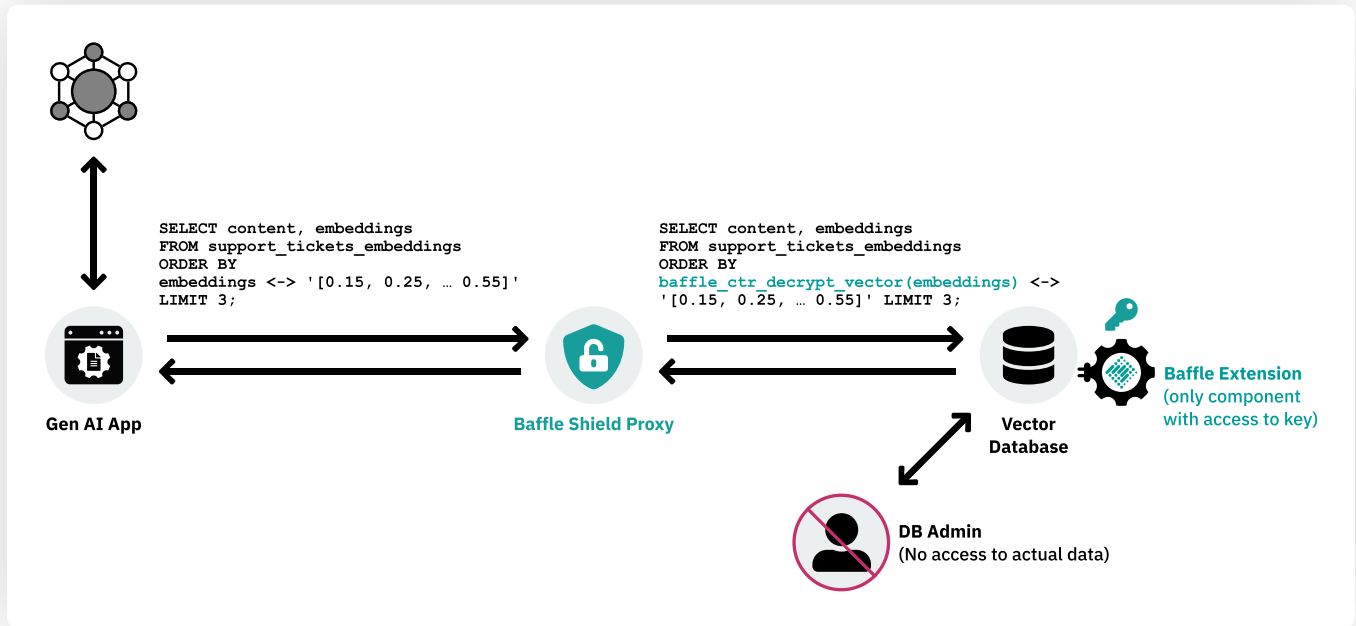 SELECT content, embeddings
FROM support_tickets_embeddings
ORDER BY
embeddings <-> '[0.15, 0.25, … 0.55]'
LIMIT 3;
SELECT content, embeddings
FROM support_tickets_embeddings
ORDER BY
baffle_ctr_decrypt_vector(embeddings) <->
'[0.15, 0.25, … 0.55]' LIMIT 3;
Gen AI App
Baffle Shield Proxy
Vector
Database
Baffle Extension
(only component
with access to key)
DB Admin
(No access to actual data)